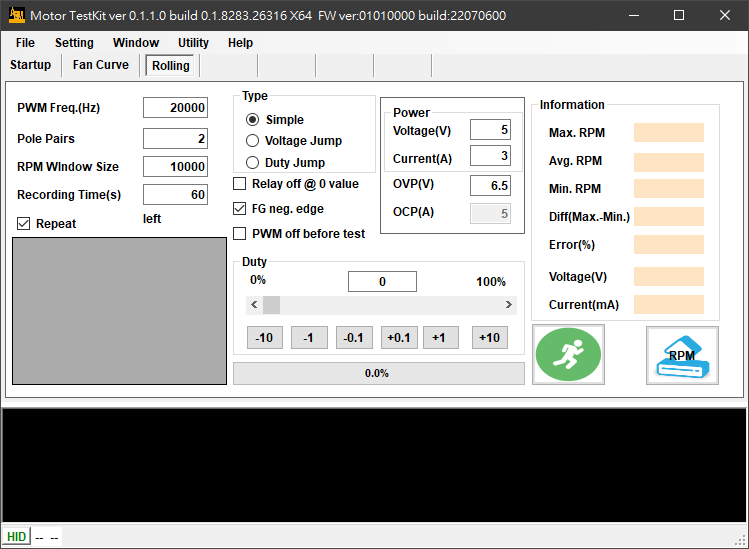 Motor TestKit ver 0.1.1.0 build 0.1.8283.26316 X64 FW ver:01010000 build:22070600
File Setting Window Utility Help
Startup Fan Curve Rolling
PWM Freq.(Hz) 20000
Pole Pairs 2
RPM WIndow Size 10000
Recording Time(s) 60
Repeat left
Type
Simple
Voltage Jump
Duty Jump
Relay off @ 0 value
FG neg. edge
PWM off before test
Power
Voltage(V) 5
Current(A) 3
OVP(V) 6.5
OCP(A) 5
Duty
0% 0 100%
-10 -1 -0.1 +0.1 +1 +10
0.0%
Information
Max. RPM
Avg. RPM
Min. RPM
Diff(Max.-Min.)
Error(%)
Voltage(V)
Current(mA)
RPM
HID -- --